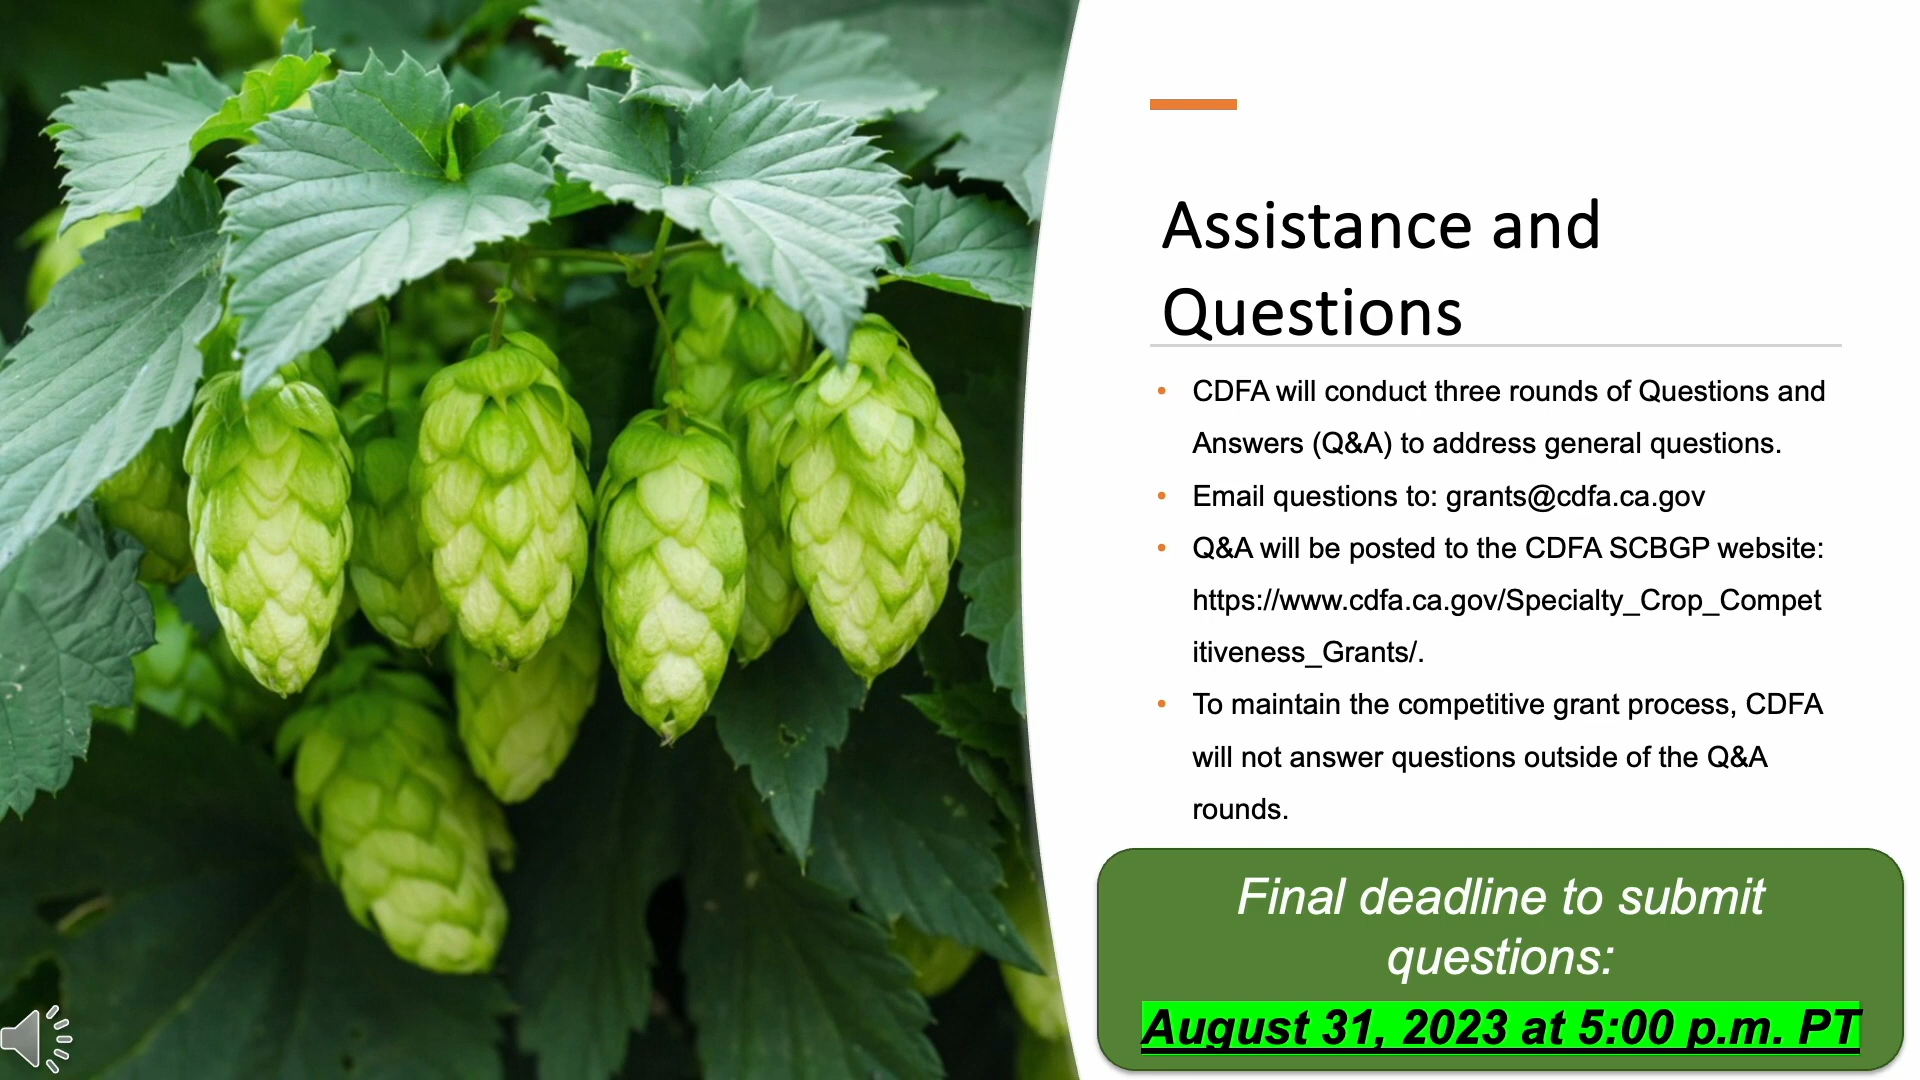 Assistance and
Questions
• CDFA will conduct three rounds of Questions and
Answers (Q&A) to address general questions.
• Email questions to: grants@cdfa.ca.gov
• Q&A will be posted to the CDFA SCBGP website:
https://www.cdfa.ca.gov/Specialty_Crop_Compet
itiveness_Grants/.
• To maintain the competitive grant process, CDFA
will not answer questions outside of the Q&A
rounds.
Final deadline to submit
questions:
August 31, 2023 at 5:00 p.m. PT